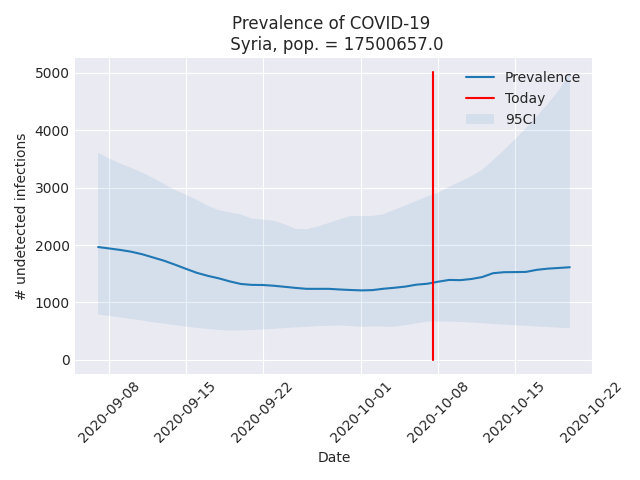 Prevalence of COVID-19
Syria, pop. = 17500657.0
Prevalence
Today
95CI
5000
4000
3000
2000
1000
0
# undetected infections
2020-09-08
2020-09-15
2020-09-22
2020-10-01
2020-10-08
2020-10-15
2020-10-22
Date